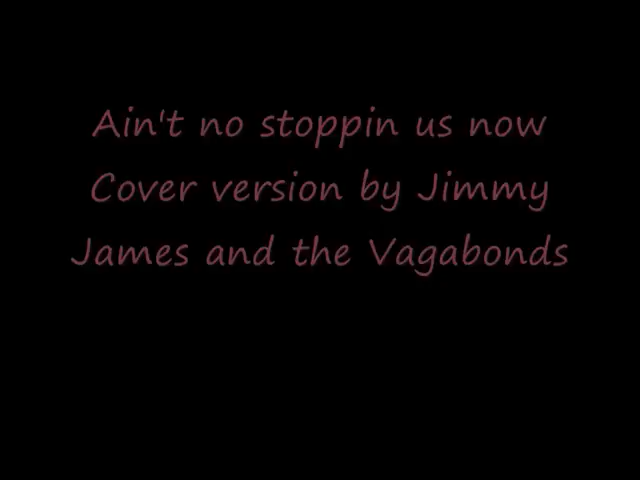 Ain't no stoppin us now
Cover version by Jimmy
James and the Vagabonds